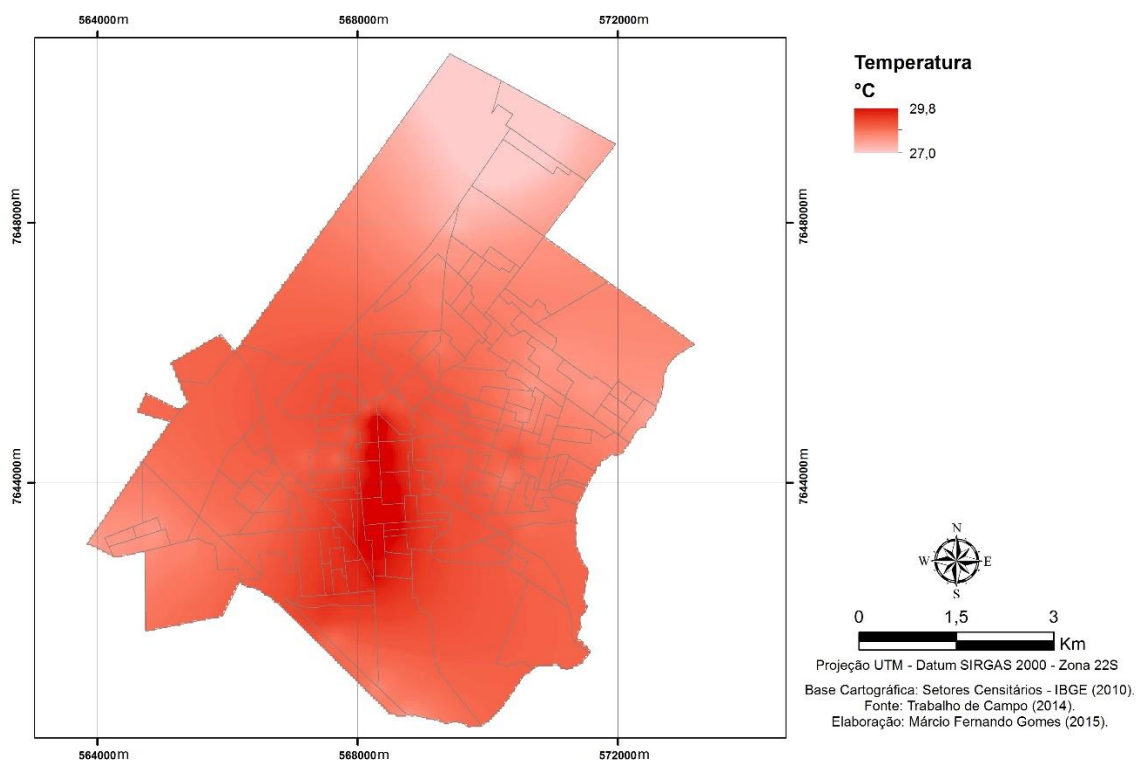 564000m 568000m 572000m
Temperatura
°C
29,8
27,0
7648000m 7648000m
7644000m 7644000m
N
W E
S
0 1,5 3
Km
Projeção UTM - Datum SIRGAS 2000 - Zona 22S
Base Cartográfica: Setores Censitários - IBGE (2010).
Fonte: Trabalho de Campo (2014).
Elaboração: Márcio Fernando Gomes (2015).
564000m 568000m 572000m